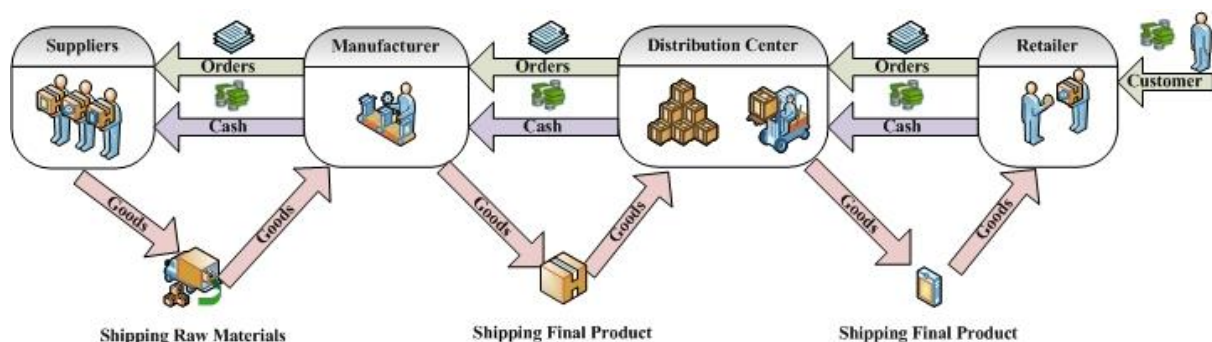 Suppliers
Manufacturer
Distribution Center
Retailer
Orders
Orders
Orders
Customer
Cash
Cash
Cash
Goods
Goods
Goods
Goods
Goods
Goods
Shipping Raw Materials
Shipping Final Product
Shipping Final Product